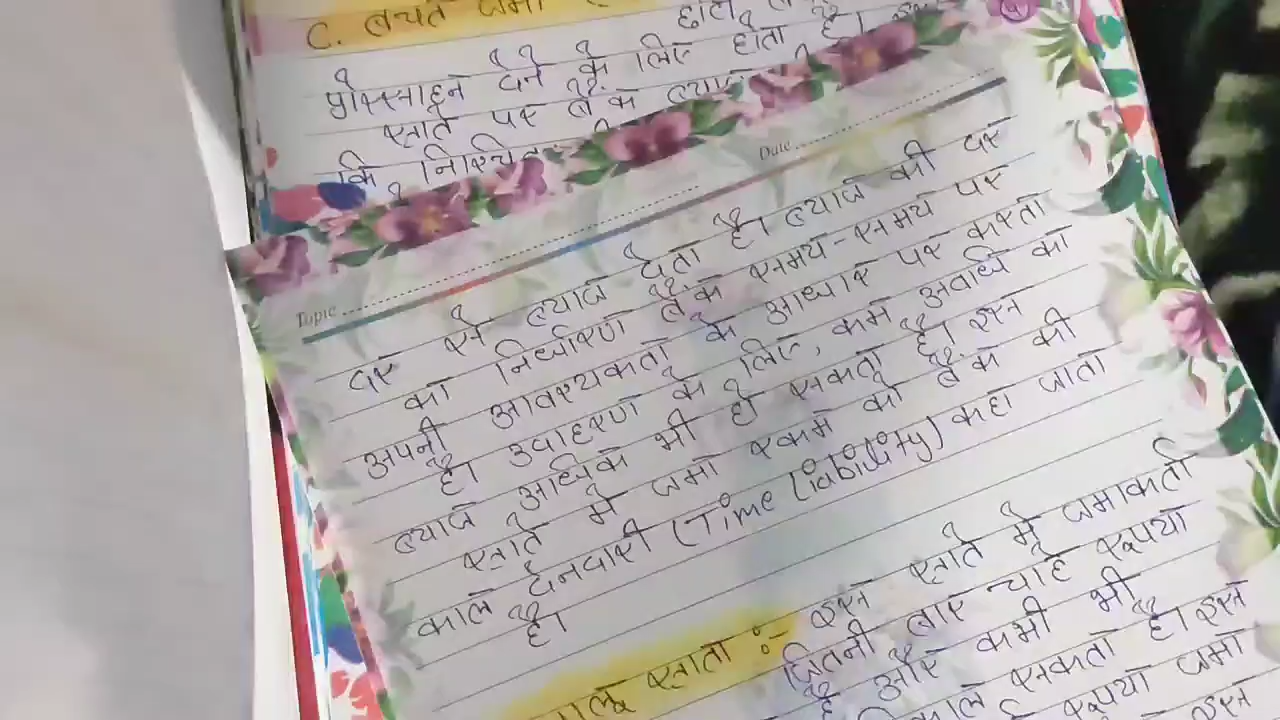 C. बचत जमा
प्रोत्साहन देने के लिए होता है।
खाते पर बैंक ब्याज
कि निश्चित
Date
Topic
दर से ब्याज देता है। ब्याज की दर
का निर्धारण बैंक समय-समय पर
अपनी आवश्यकता के आधार पर करता
है। उदाहरण के लिए, कम अवधि का
ब्याज अधिक भी हो सकता है। इस
खाते में जमा रकम को बैंक की
काल देनदारी (Time Liability) कहा जाता
है।
चालू खाता :- इस खाते में जमाकर्ता
जितनी बार चाहे रुपया
है और कभी भी
निकाल सकता है। इस
रुपया जमा
इस